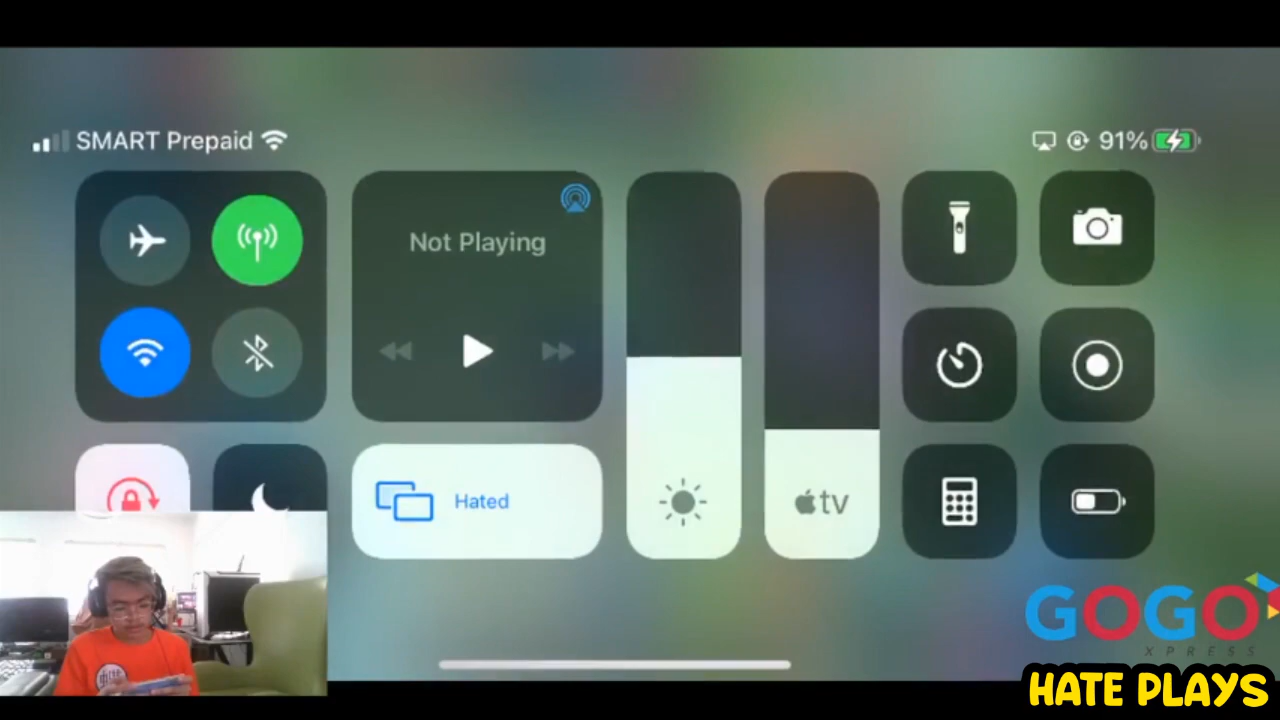 SMART Prepaid
91%
Not Playing
Hated
tv
GOGO
XPRESS
HATE PLAYS